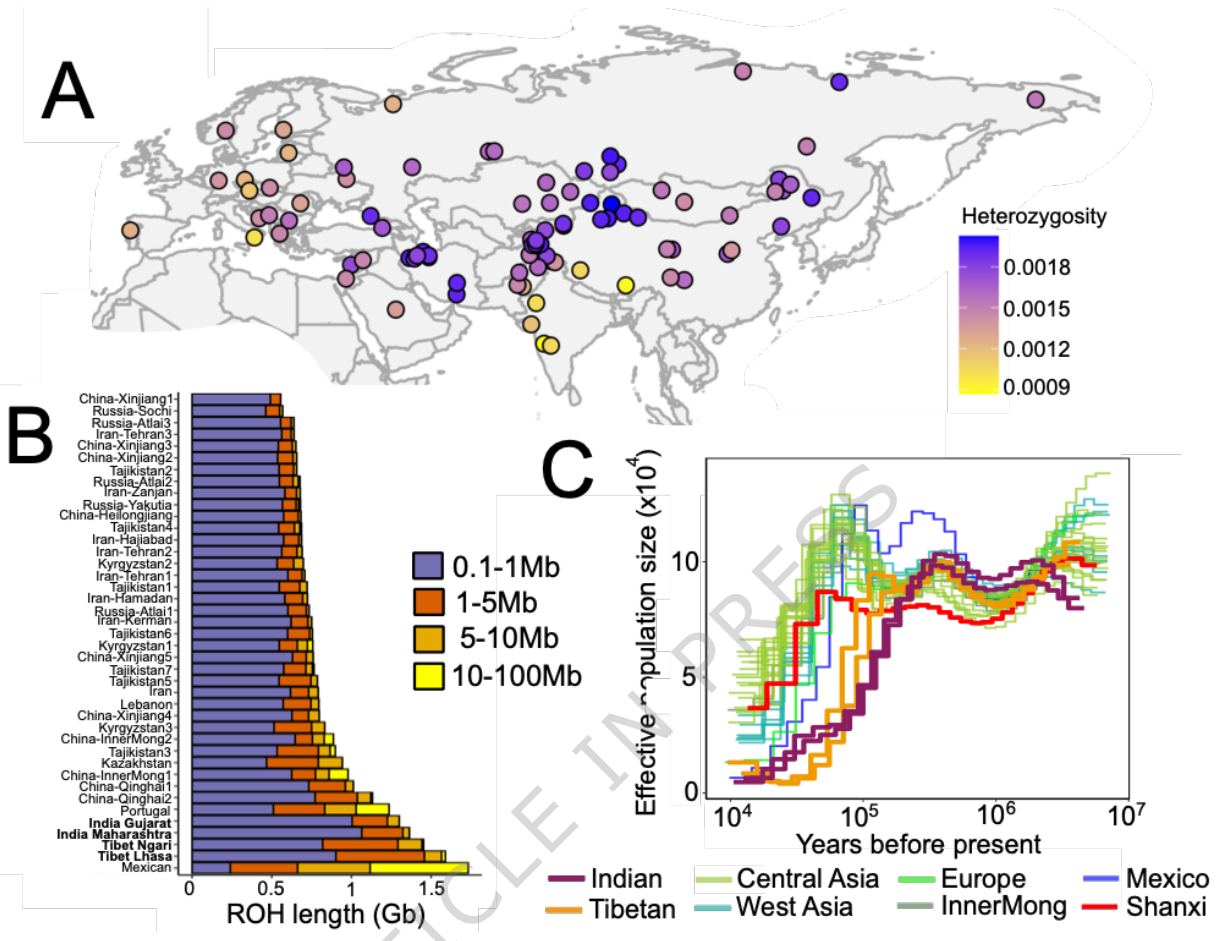 A
Heterozygosity
0.0018
0.0015
0.0012
0.0009
B
China-Xinjiang1
Russia-Sochi
Russia-Atlai3
Iran-Tehran3
China-Xinjiang3
China-Xinjiang2
Tajikistan2
Russia-Atlai2
Iran-Zanjan
Russia-Yakutia
China-Heilongjiang
Tajikistan4
Iran-Hajiabad
Iran-Tehran2
Kyrgyzstan2
Iran-Tehran1
Tajikistan1
Iran-Hamadan
Russia-Atlai1
Iran-Kerman
Tajikistan6
Kyrgyzstan1
China-Xinjiang5
Tajikistan7
Tajikistan5
Iran
Lebanon
China-Xinjiang4
Kyrgyzstan3
China-InnerMong2
Tajikistan3
Kazakhstan
China-InnerMong1
China-Qinghai1
China-Qinghai2
Portugal
India Gujarat
India Maharashtra
Tibet Ngari
Tibet Lhasa
Mexican
0 0.5 1 1.5
ROH length (Gb)
0.1-1Mb
1-5Mb
5-10Mb
10-100Mb
C
Effective population size (x10⁴)
10
5
0
10⁴ 10⁵ 10⁶ 10⁷
Years before present
Indian Central Asia Europe Mexico
Tibetan West Asia InnerMong Shanxi
ICLE IN PRESS